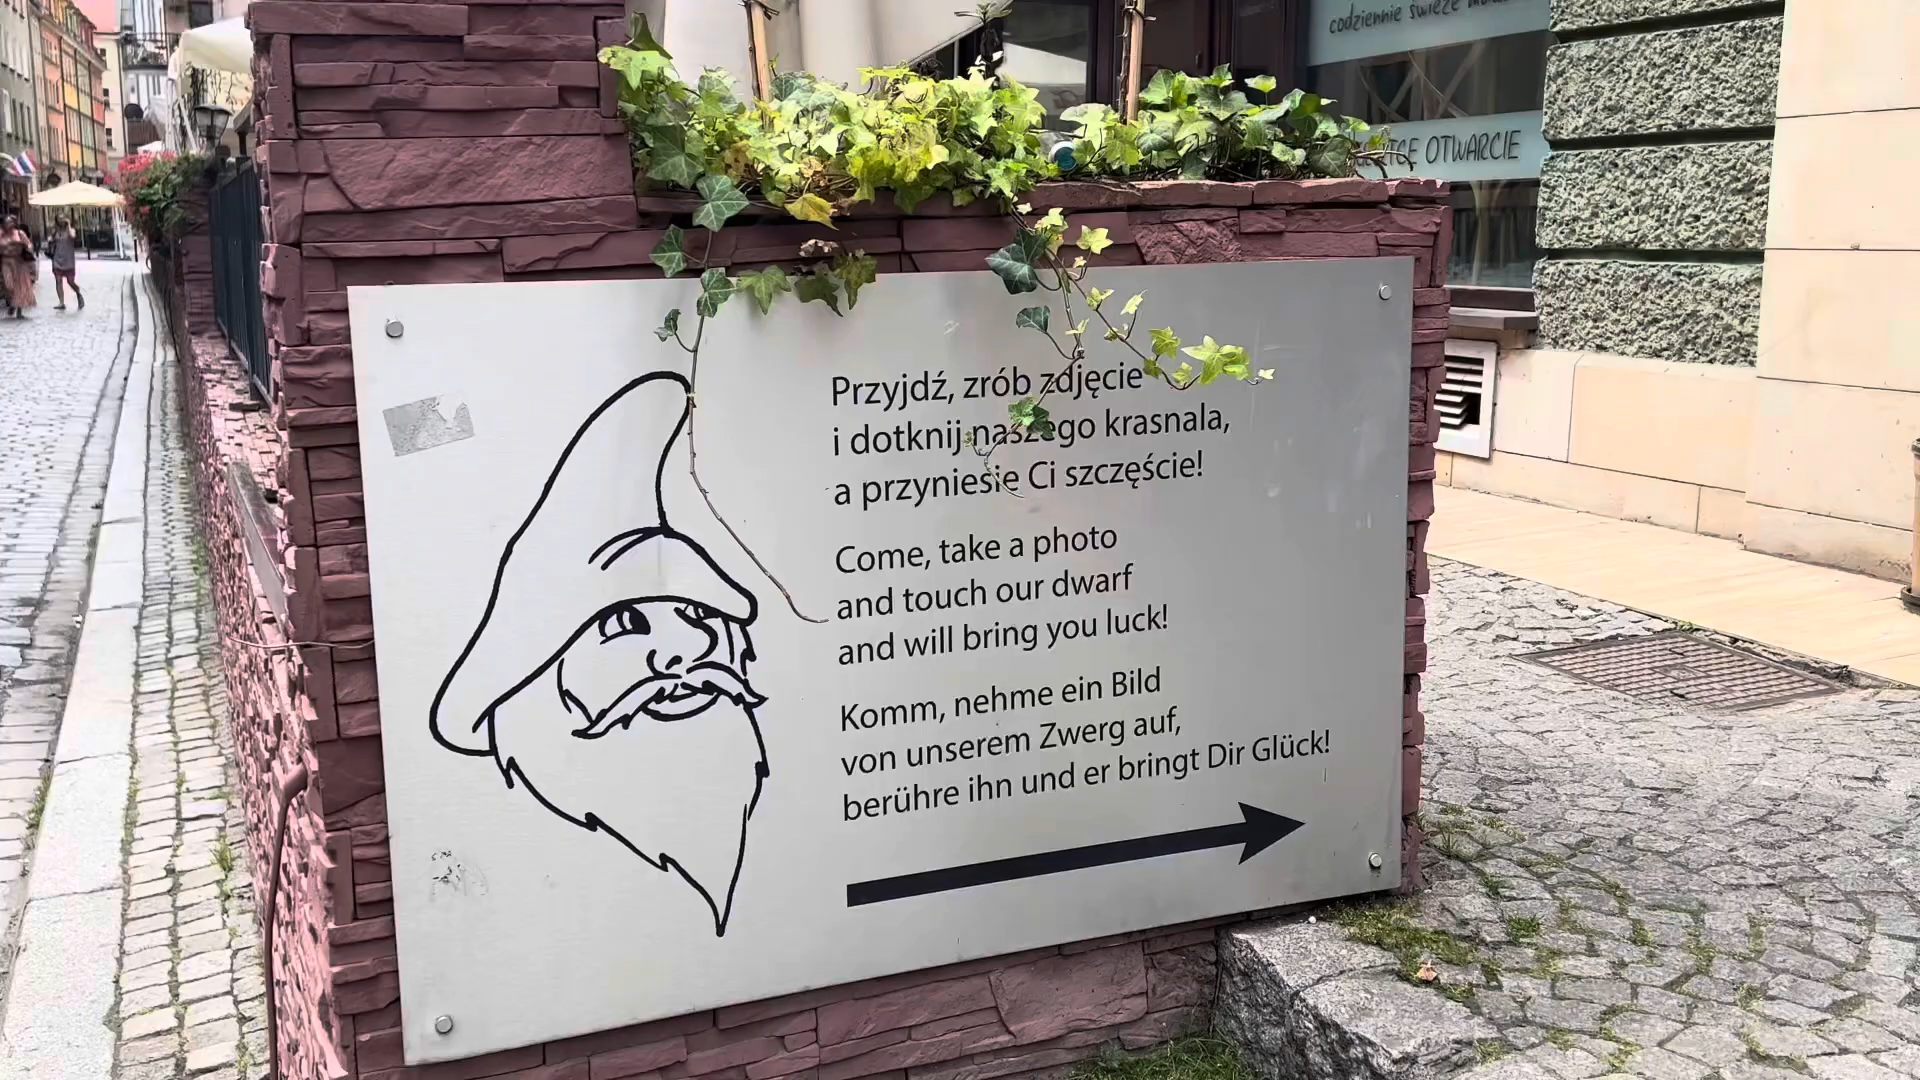 codziennie świeże
OTWARCIE
Przyjdź, zrób zdjęcie
i dotknij naszego krasnala,
a przyniesie Ci szczęście!
Come, take a photo
and touch our dwarf
and will bring you luck!
Komm, nehme ein Bild
von unserem Zwerg auf,
berühre ihn und er bringt Dir Glück!